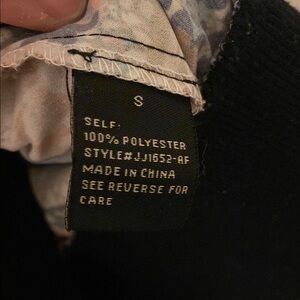 S
SELF:
100% POLYESTER
STYLE#JJ1652-AF
MADE IN CHINA
SEE REVERSE FOR
CARE